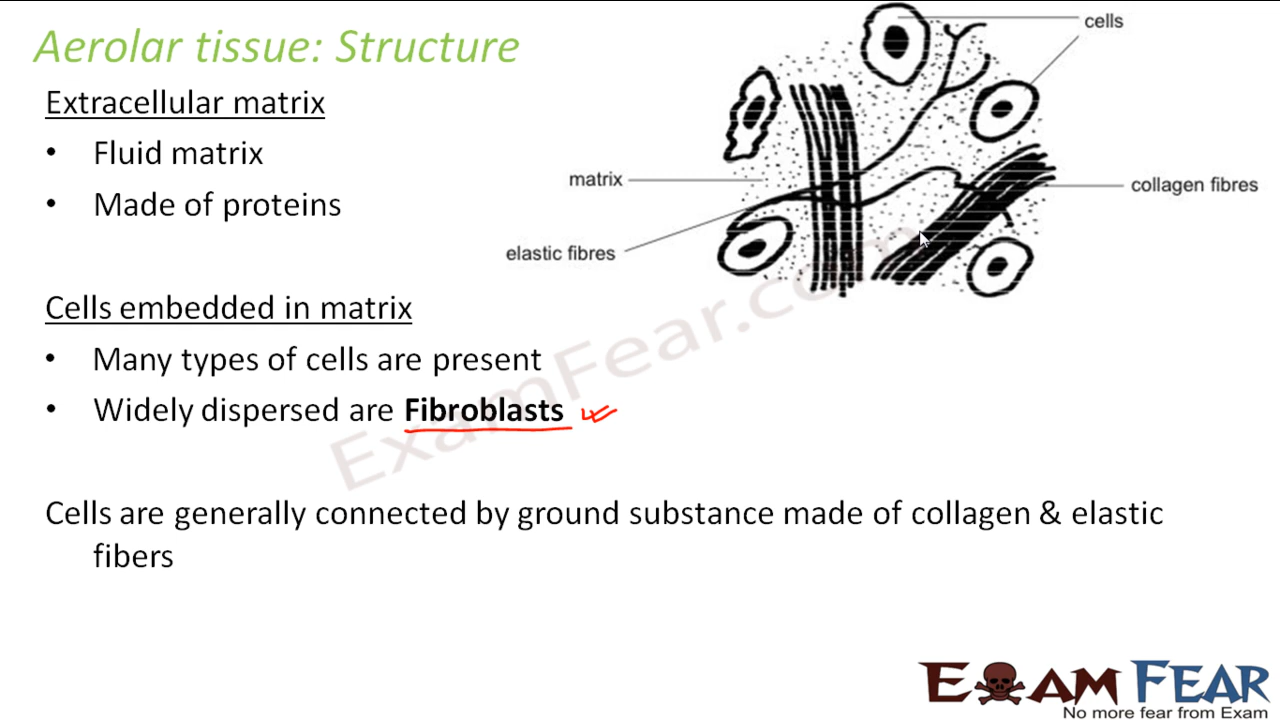 Aerolar tissue: Structure
Extracellular matrix
• Fluid matrix
• Made of proteins
cells
matrix
collagen fibres
elastic fibres
Cells embedded in matrix
• Many types of cells are present
• Widely dispersed are Fibroblasts
Cells are generally connected by ground substance made of collagen & elastic
fibers
ExamFear.com
EXAM FEAR
No more fear from Exam